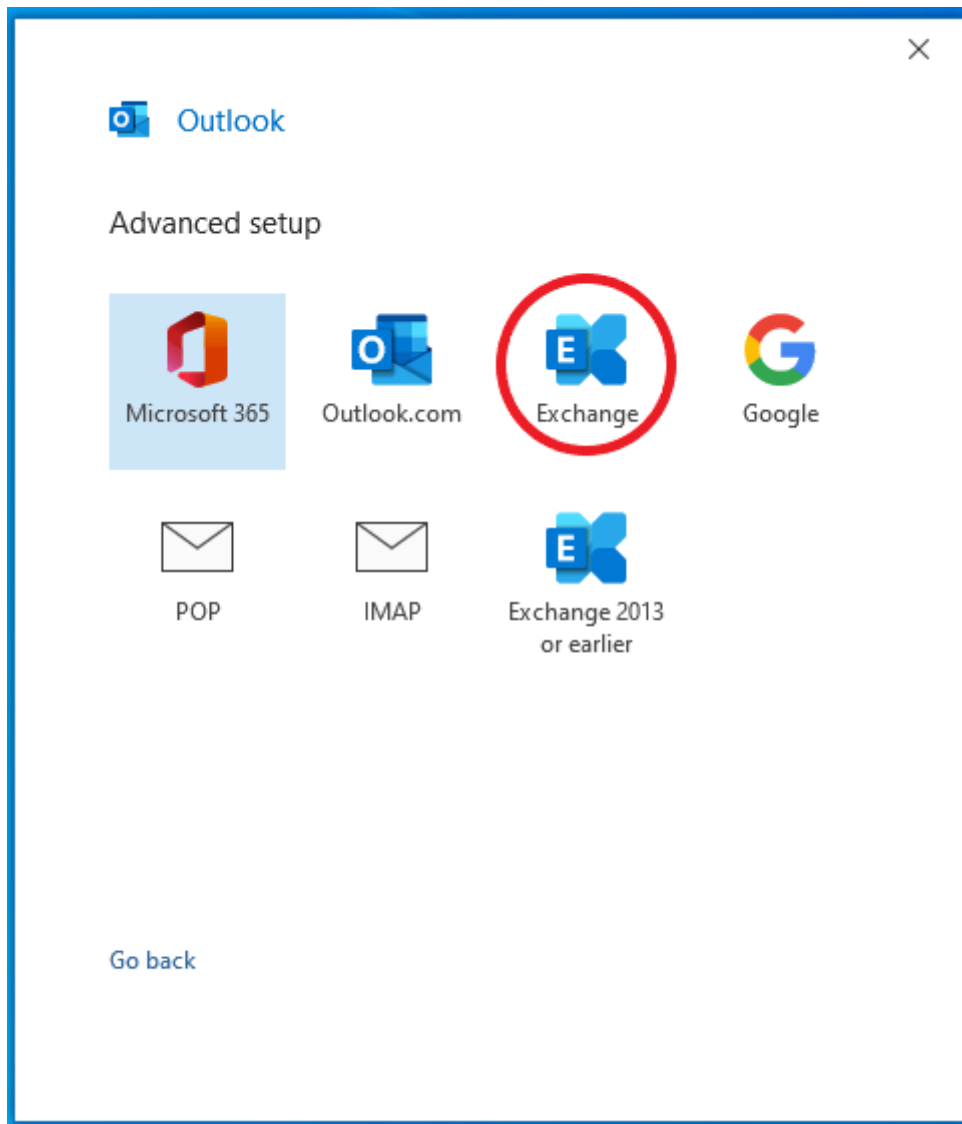 Outlook
Advanced setup
Microsoft 365
Outlook.com
Exchange
Google
POP
IMAP
Exchange 2013
or earlier
Go back